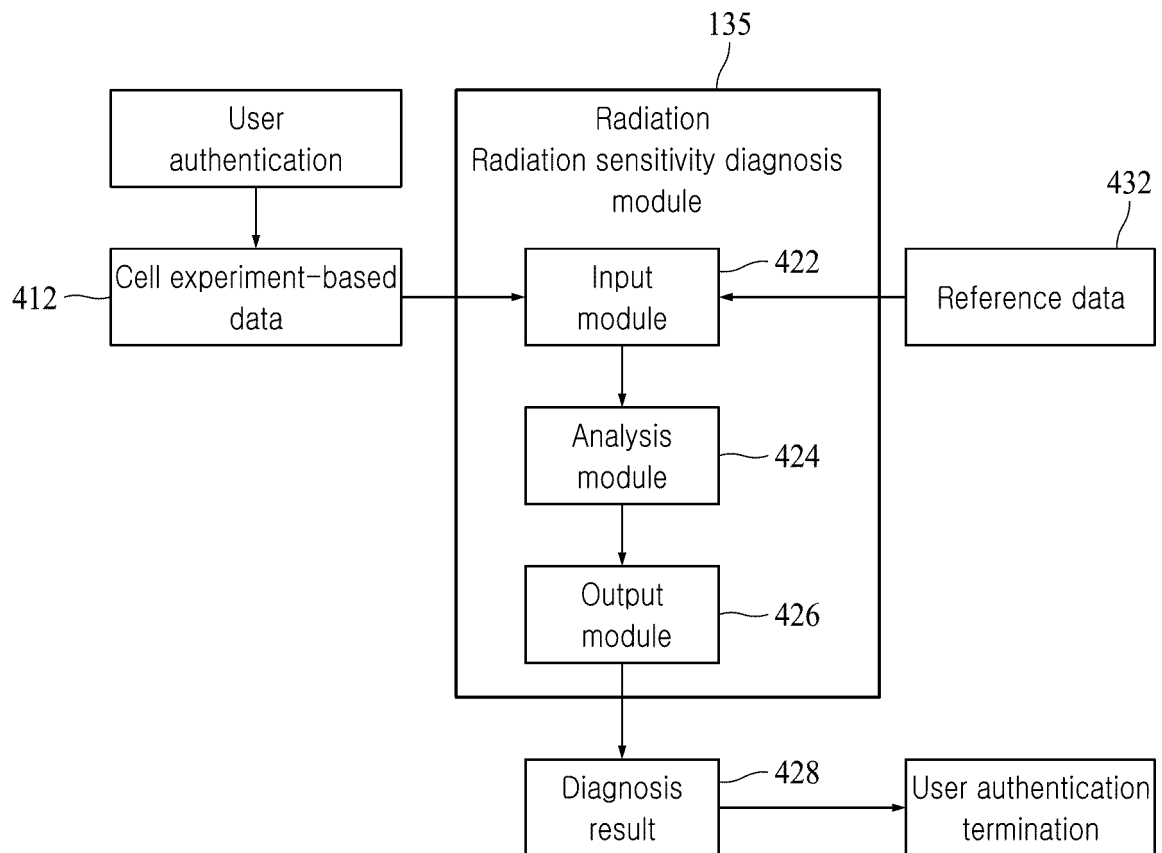 135
User
authentication
Radiation
Radiation sensitivity diagnosis
module
432
Cell experiment-based
data
412
Input
module
422
Reference data
Analysis
module
424
Output
module
426
Diagnosis
result
428
User authentication
termination